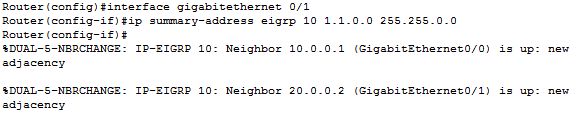 Router(config)#interface gigabitethernet 0/1
Router(config-if)#ip summary-address eigrp 10 1.1.0.0 255.255.0.0
Router(config-if)#
%DUAL-5-NBRCHANGE: IP-EIGRP 10: Neighbor 10.0.0.1 (GigabitEthernet0/0) is up: new
adjacency
%DUAL-5-NBRCHANGE: IP-EIGRP 10: Neighbor 20.0.0.2 (GigabitEthernet0/1) is up: new
adjacency